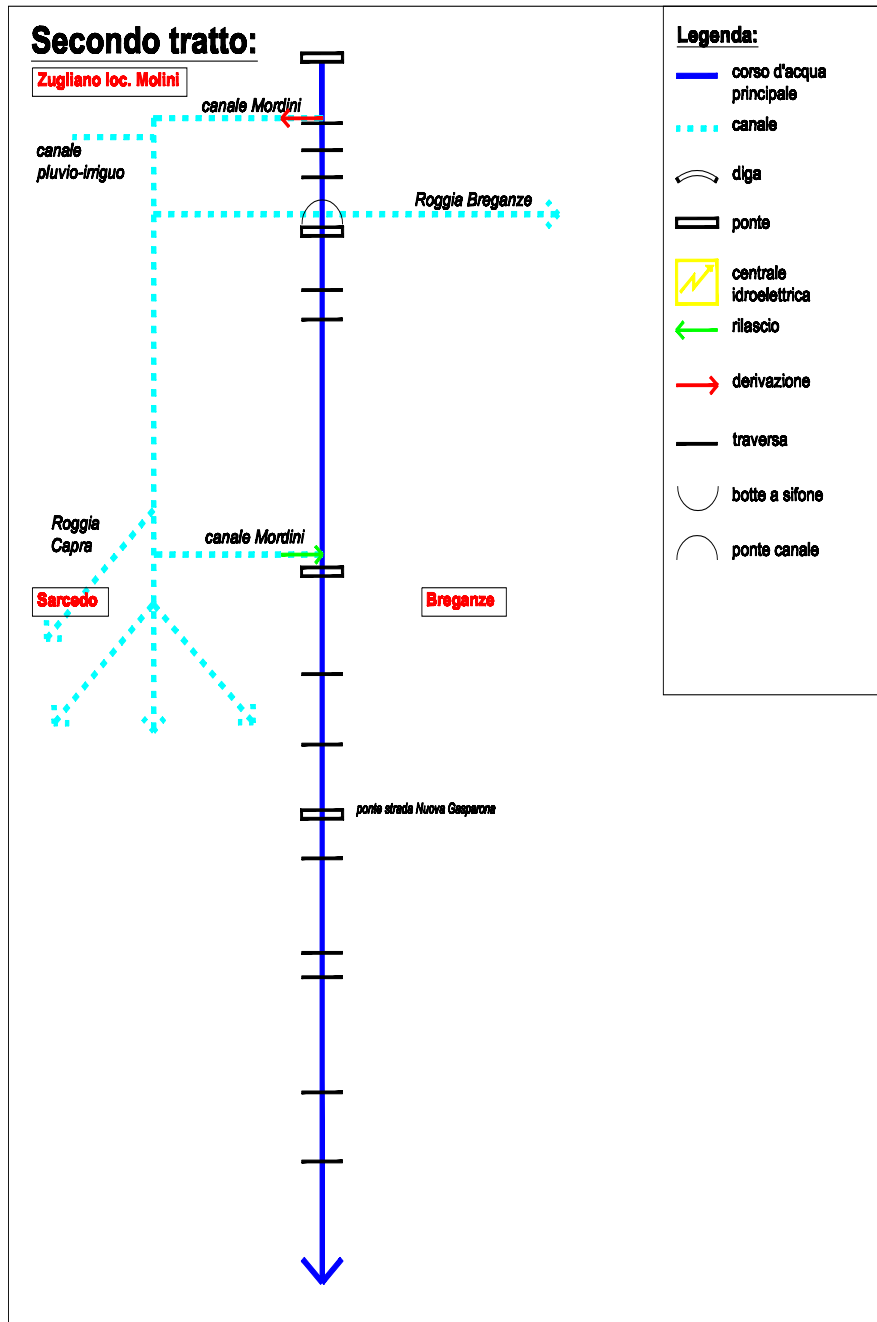 Secondo tratto:
Zugliano loc. Molini
canale Mordini
canale
pluvio-irriguo
Roggia Breganze
Roggia
Capra
canale Mordini
Sarcedo
Breganze
ponte strada Nuova Gasparona
Legenda:
corso d'acqua
principale
canale
diga
ponte
centrale
idroelettrica
rilascio
derivazione
traversa
botte a sifone
ponte canale